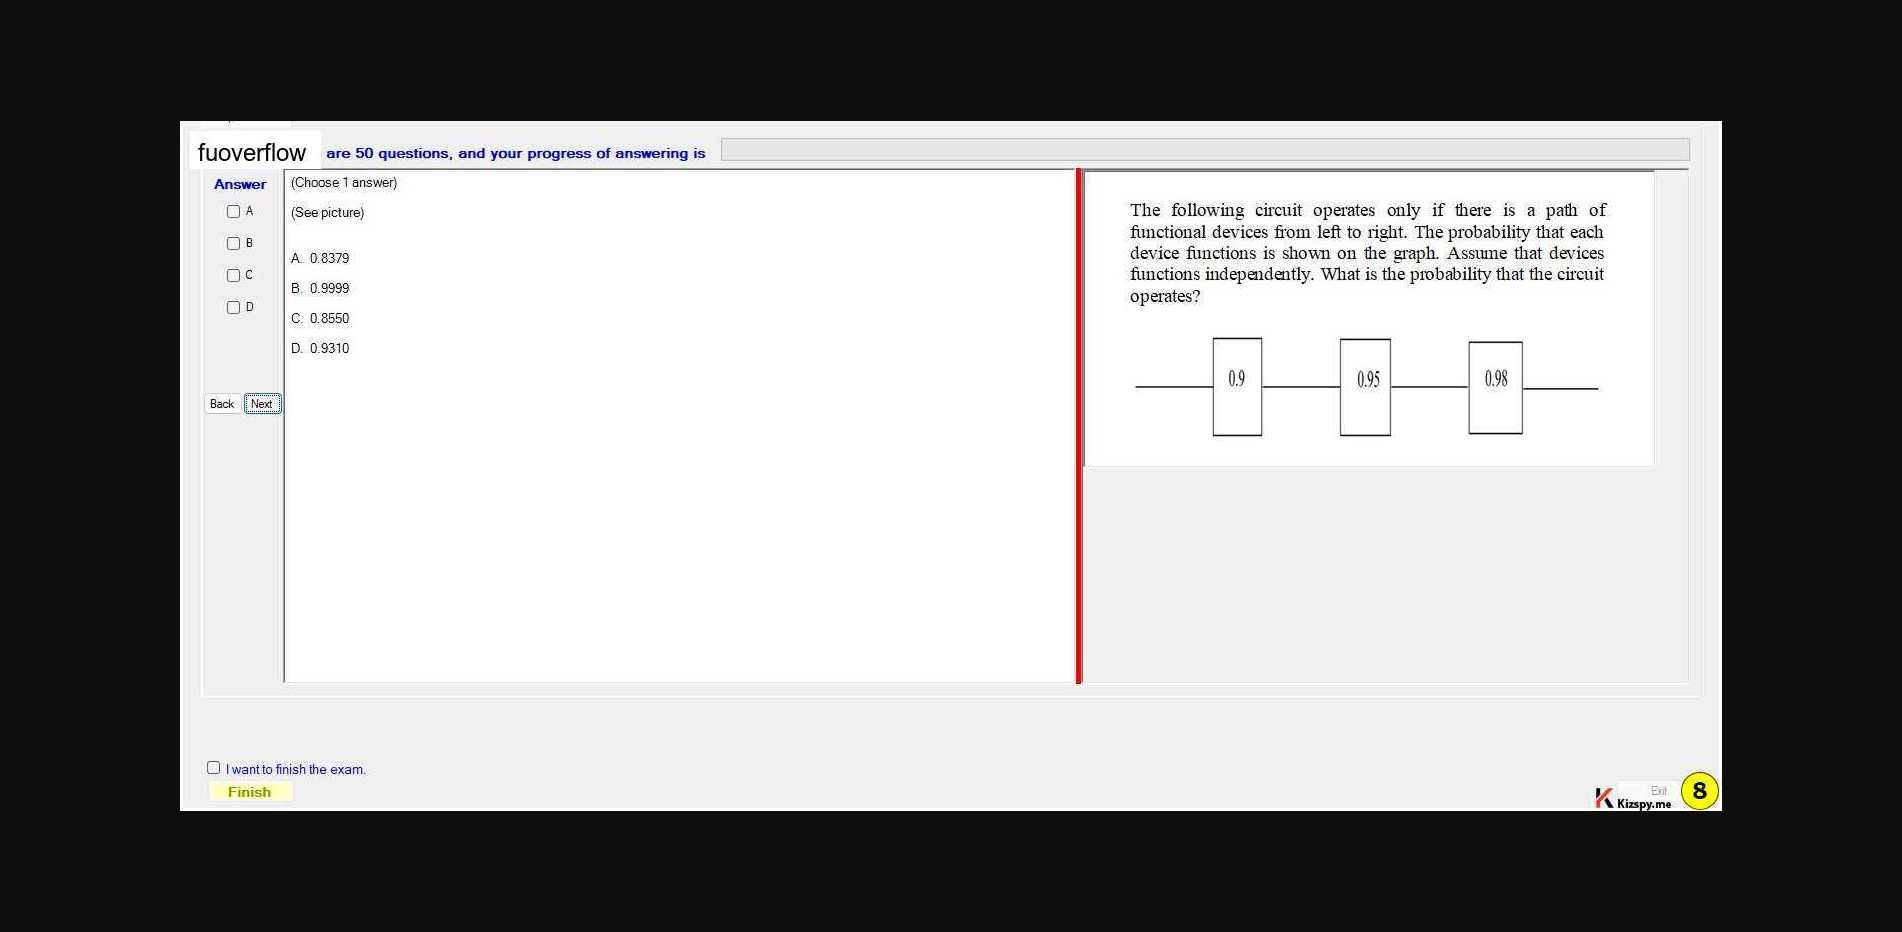 fuoverflow are 50 questions, and your progress of answering is
Answer
A
B
C
D
Back Next
(Choose 1 answer)
(See picture)
A. 0.8379
B. 0.9999
C. 0.8550
D. 0.9310
The following circuit operates only if there is a path of
functional devices from left to right. The probability that each
device functions is shown on the graph. Assume that devices
functions independently. What is the probability that the circuit
operates?
0.9 0.95 0.98
I want to finish the exam.
Finish
Exit
Kizspy.me
8